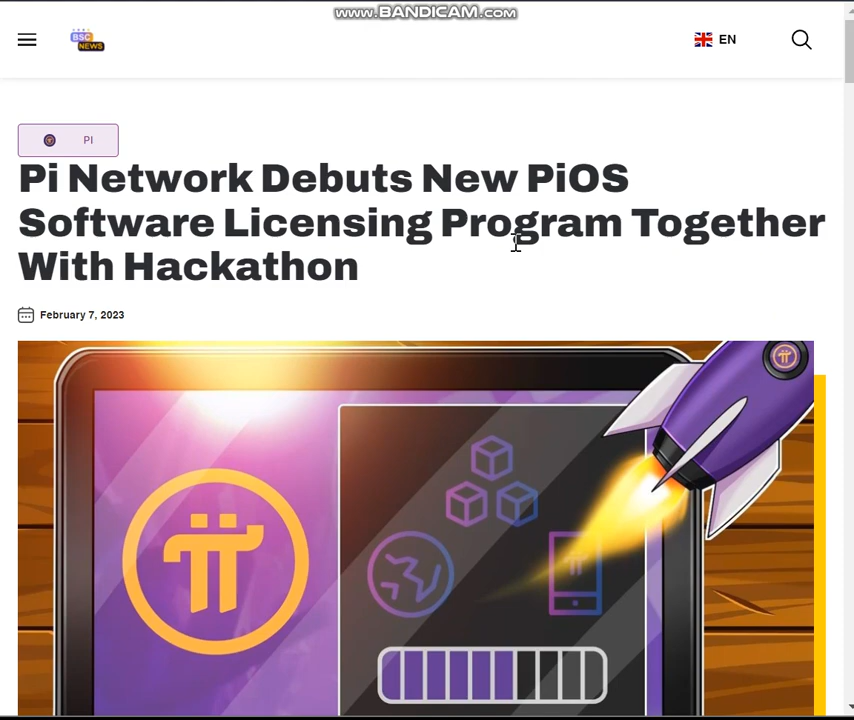 www.BANDICAM.com
BSC
NEWS
EN
PI
Pi Network Debuts New PiOS
Software Licensing Program Together
With Hackathon
February 7, 2023